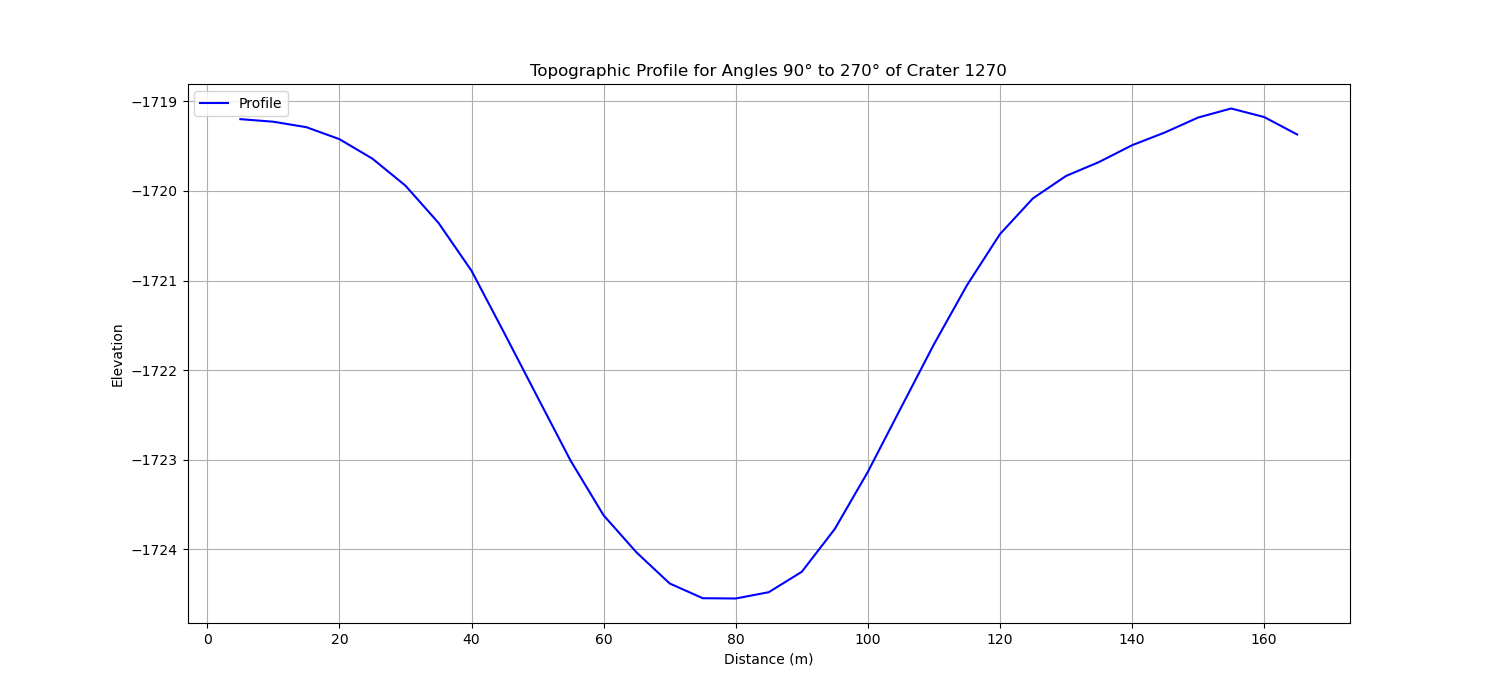 Topographic Profile for Angles 90° to 270° of Crater 1270
Profile
−1719
−1720
−1721
−1722
−1723
−1724
Elevation
0 20 40 60 80 100 120 140 160
Distance (m)